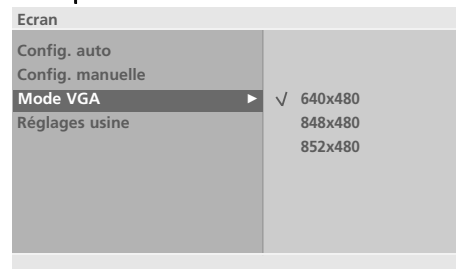 Ecran
Config. auto
Config. manuelle
Mode VGA ► √ 640x480
Réglages usine 848x480
852x480